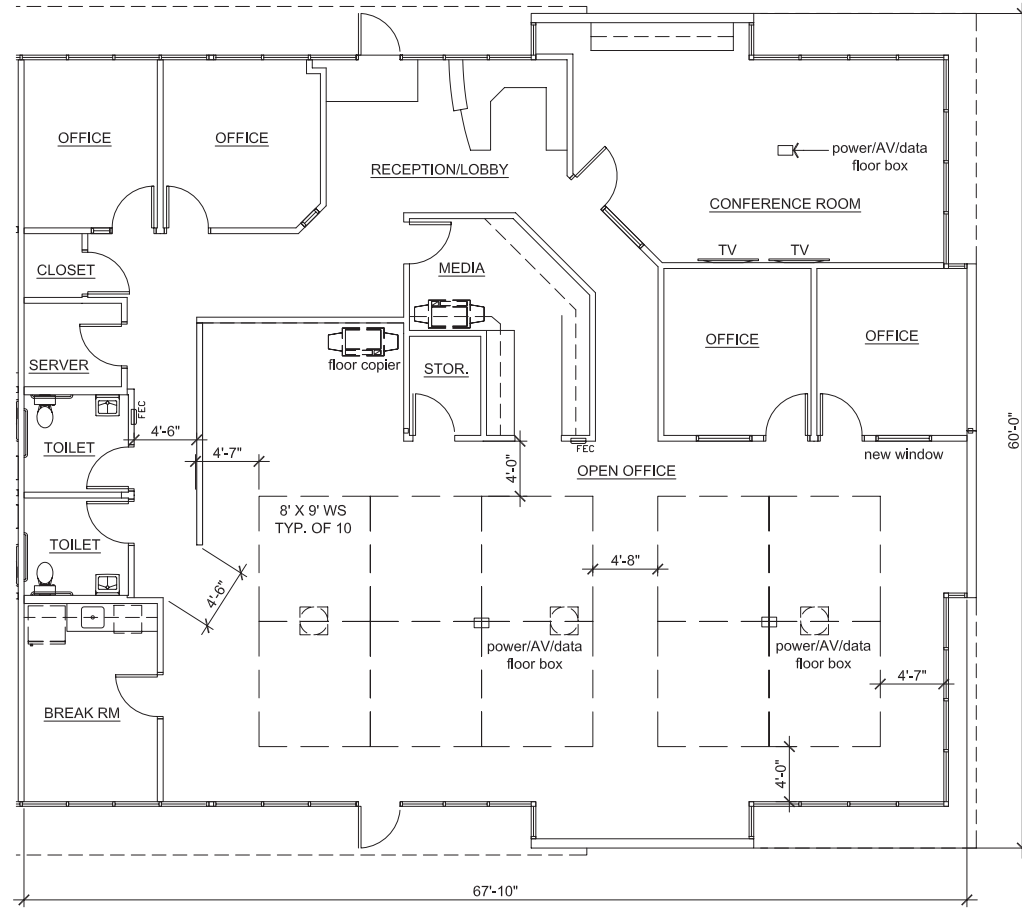 OFFICE
OFFICE
RECEPTION/LOBBY
power/AV/data
floor box
CONFERENCE ROOM
TV
TV
CLOSET
MEDIA
OFFICE
OFFICE
SERVER
floor copier
STOR.
FEC
4'-6"
TOILET
4'-7"
4'-0"
FEC
OPEN OFFICE
new window
60'-0"
8' X 9' WS
TYP. OF 10
TOILET
4'-6"
4'-8"
power/AV/data
floor box
power/AV/data
floor box
4'-7"
BREAK RM
4'-0"
67'-10"